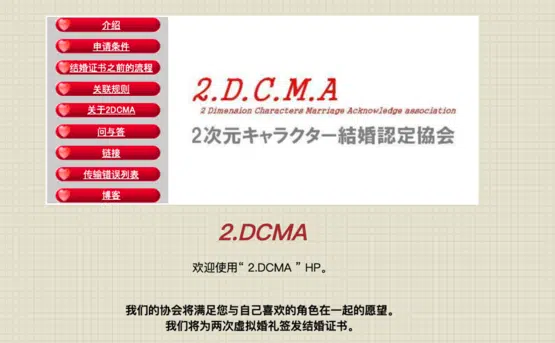 介绍
申请条件
结婚证书之前的流程
关联规则
关于2DCMA
问与答
链接
传输错误列表
博客
2.D.C.M.A
2 Dimension Characters Marriage Acknowledge association
2次元キャラクター結婚認定協会
2.DCMA
欢迎使用“ 2.DCMA ” HP。
我们的协会将满足您与自己喜欢的角色在一起的愿望。
我们将为两次虚拟婚礼签发结婚证书。